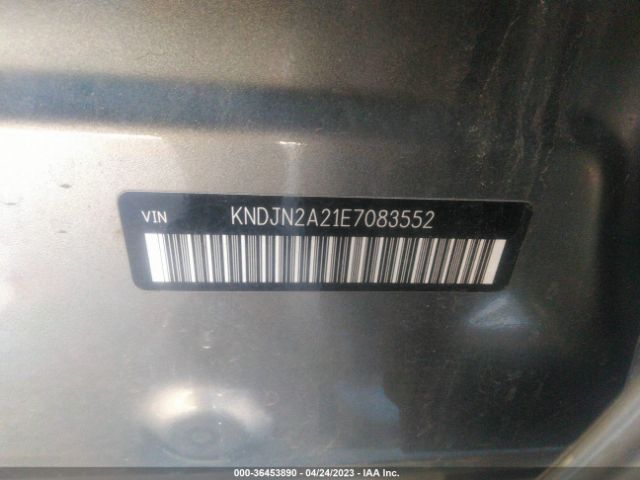 VIN KNDJN2A21E7083552
000-36453890 - 04/24/2023 - IAA Inc.